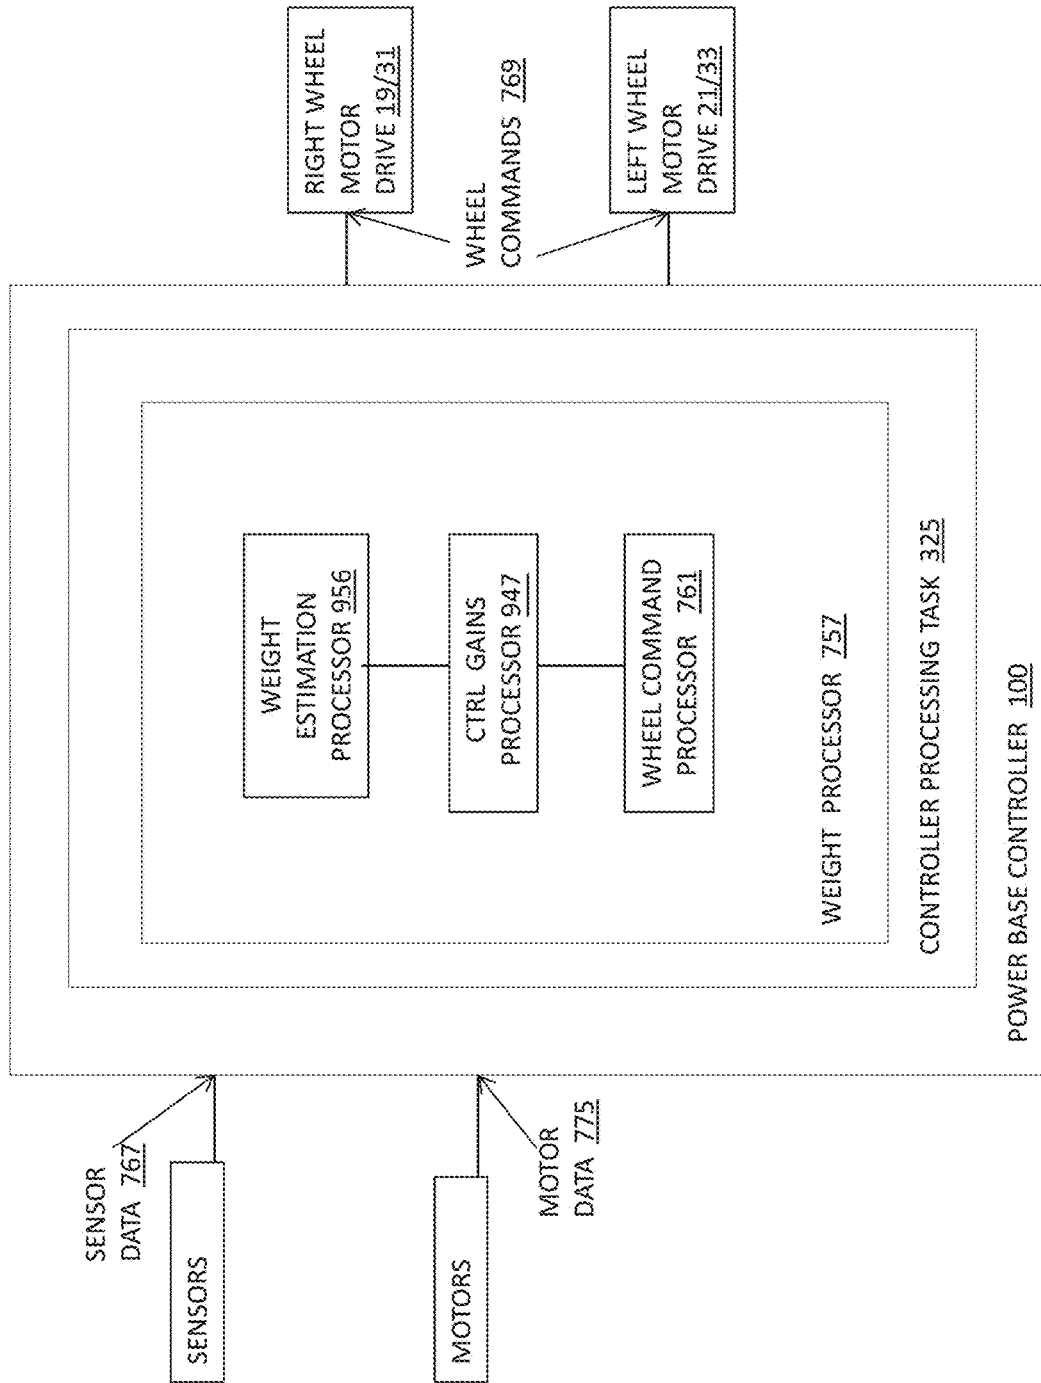 SENSOR
DATA 767
SENSORS
MOTORS
MOTOR
DATA 775
WEIGHT
ESTIMATION
PROCESSOR 956
CTRL GAINS
PROCESSOR 947
WHEEL COMMAND
PROCESSOR 761
WEIGHT PROCESSOR 757
CONTROLLER PROCESSING TASK 325
POWER BASE CONTROLLER 100
RIGHT WHEEL
MOTOR
DRIVE 19/31
WHEEL
COMMANDS 769
LEFT WHEEL
MOTOR
DRIVE 21/33